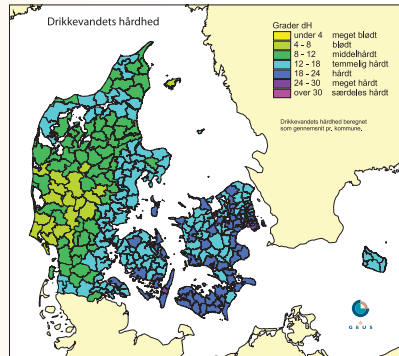 Drikkevandets hårdhed
Grader dH
under 4 meget blødt
4 - 8 blødt
8 - 12 middelhårdt
12 - 18 temmelig hårdt
18 - 24 hårdt
24 - 30 meget hårdt
over 30 særdeles hårdt
Drikkevandets hårdhed beregnet
som gennemsnit pr. kommune.
GEUS